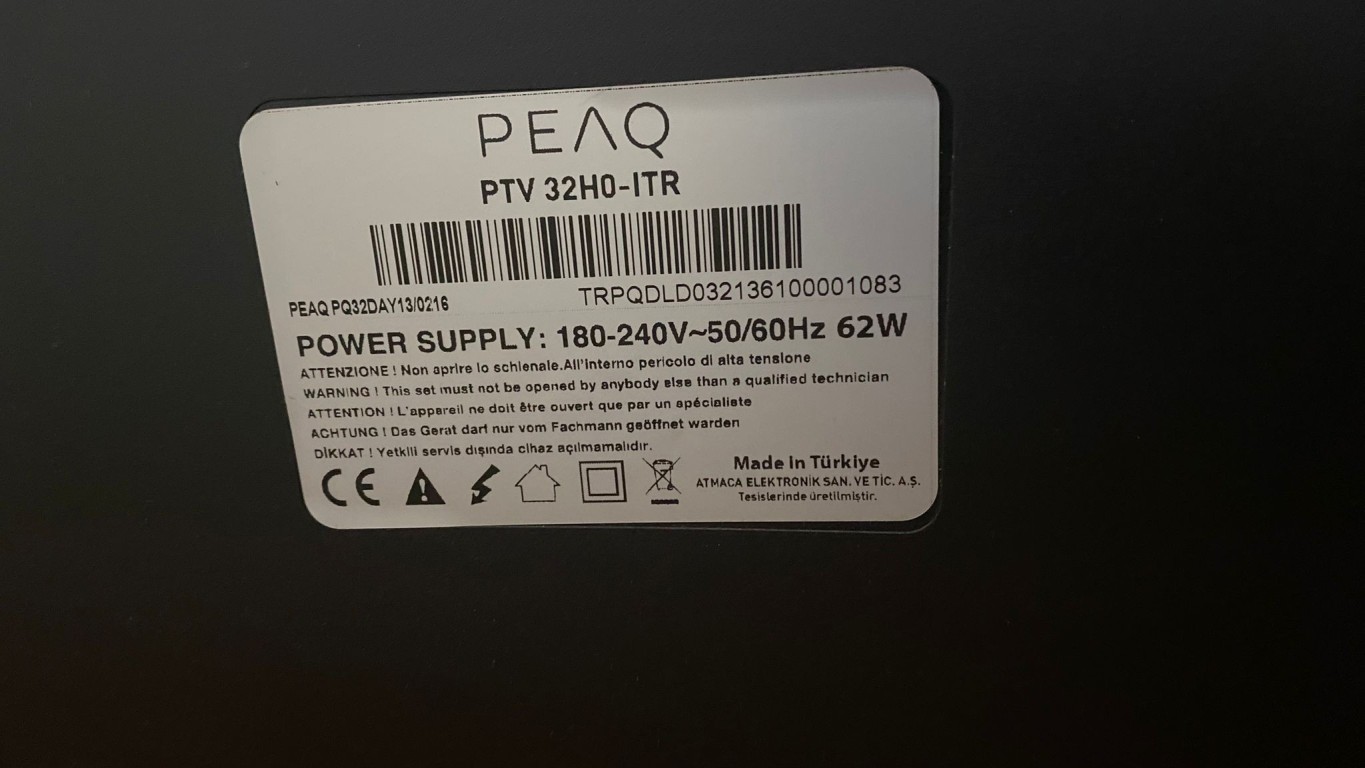 PEAQ
PTV 32H0-ITR
PEAQ PQ32DAY13/0216
TRPQDLD032136100001083
POWER SUPPLY: 180-240V~50/60Hz 62W
ATTENZIONE ! Non aprire lo schienale.All'interno pericolo di alta tensione
WARNING ! This set must not be opened by anybody else than a qualified technician
ATTENTION ! L'appareil ne doit être ouvert que par un spécialiste
ACHTUNG ! Das Gerat darf nur vom Fachmann geöffnet warden
DİKKAT ! Yetkili servis dışında cihaz açılmamalıdır.
CE
Made In Türkiye
ATMACA ELEKTRONİK SAN. VE TİC. A.Ş.
Tesislerinde üretilmiştir.